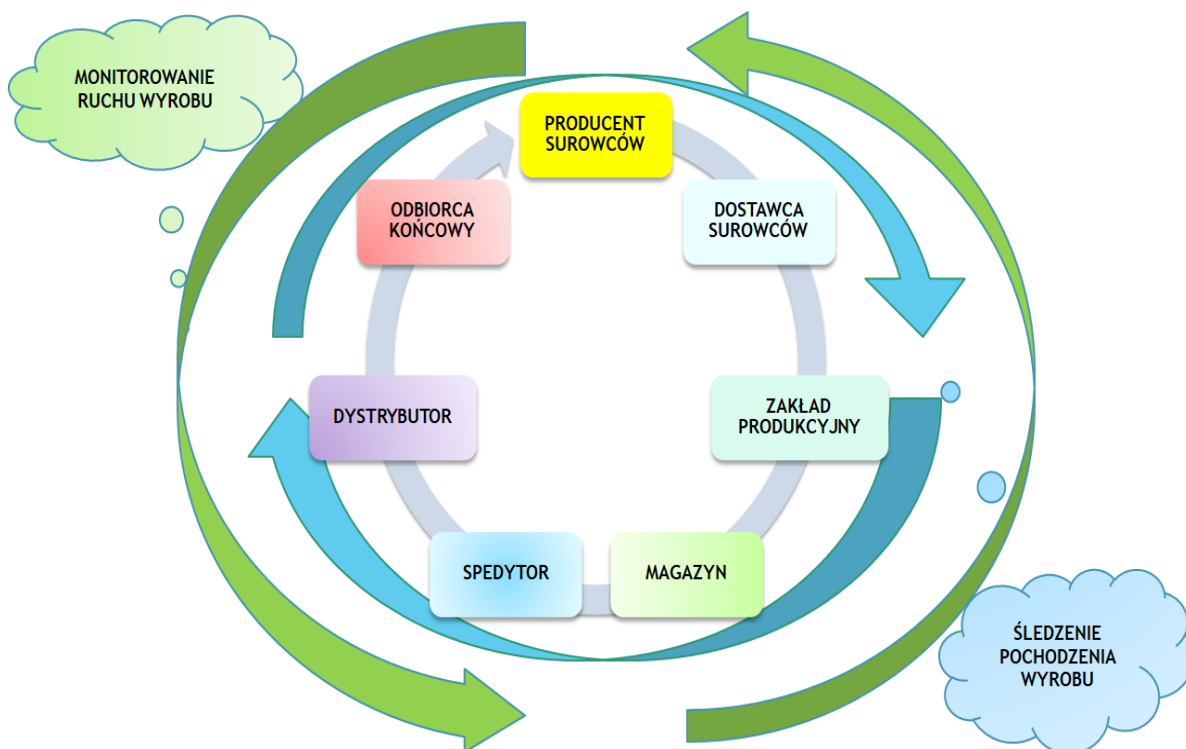 MONITOROWANIE
RUCHU WYROBU
PRODUCENT
SUROWCÓW
ODBIORCA
KOŃCOWY
DOSTAWCA
SUROWCÓW
DYSTRYBUTOR
ZAKŁAD
PRODUKCYJNY
SPEDYTOR
MAGAZYN
ŚLEDZENIE
POCHODZENIA
WYROBU